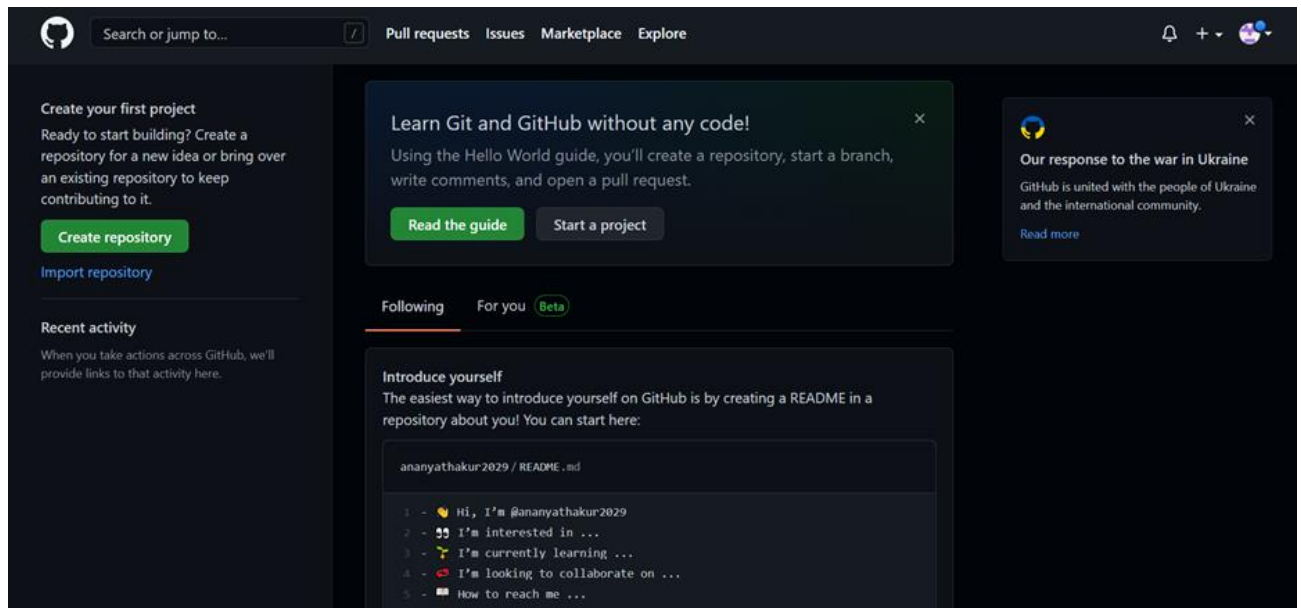 Search or jump to...
/
Pull requests Issues Marketplace Explore
Create your first project
Ready to start building? Create a
repository for a new idea or bring over
an existing repository to keep
contributing to it.
Create repository
Import repository
Recent activity
When you take actions across GitHub, we'll
provide links to that activity here.
Learn Git and GitHub without any code!
Using the Hello World guide, you'll create a repository, start a branch,
write comments, and open a pull request.
Read the guide
Start a project
Following For you Beta
Introduce yourself
The easiest way to introduce yourself on GitHub is by creating a README in a
repository about you! You can start here:
ananyathakur2029/README.md
1 - 👋 Hi, I'm @ananyathakur2029
2 - 👀 I'm interested in ...
3 - 🌱 I'm currently learning ...
4 - 💞️ I'm looking to collaborate on ...
5 - 📫 How to reach me ...
Our response to the war in Ukraine
GitHub is united with the people of Ukraine
and the international community.
Read more